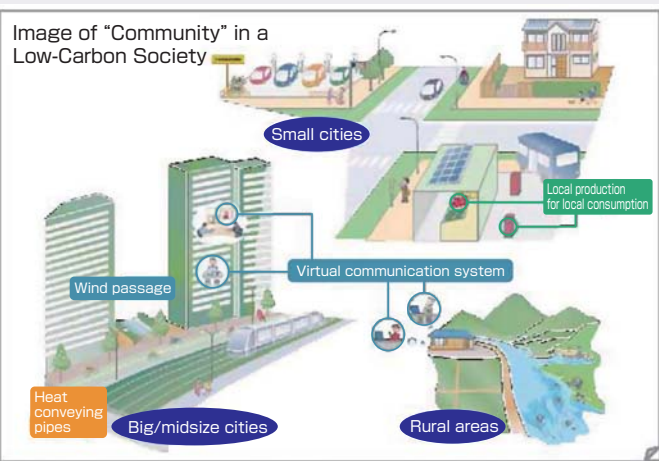 Image of “Community” in a
Low-Carbon Society
Small cities
Local production
for local consumption
Virtual communication system
Wind passage
Heat
conveying
pipes
Big/midsize cities
Rural areas